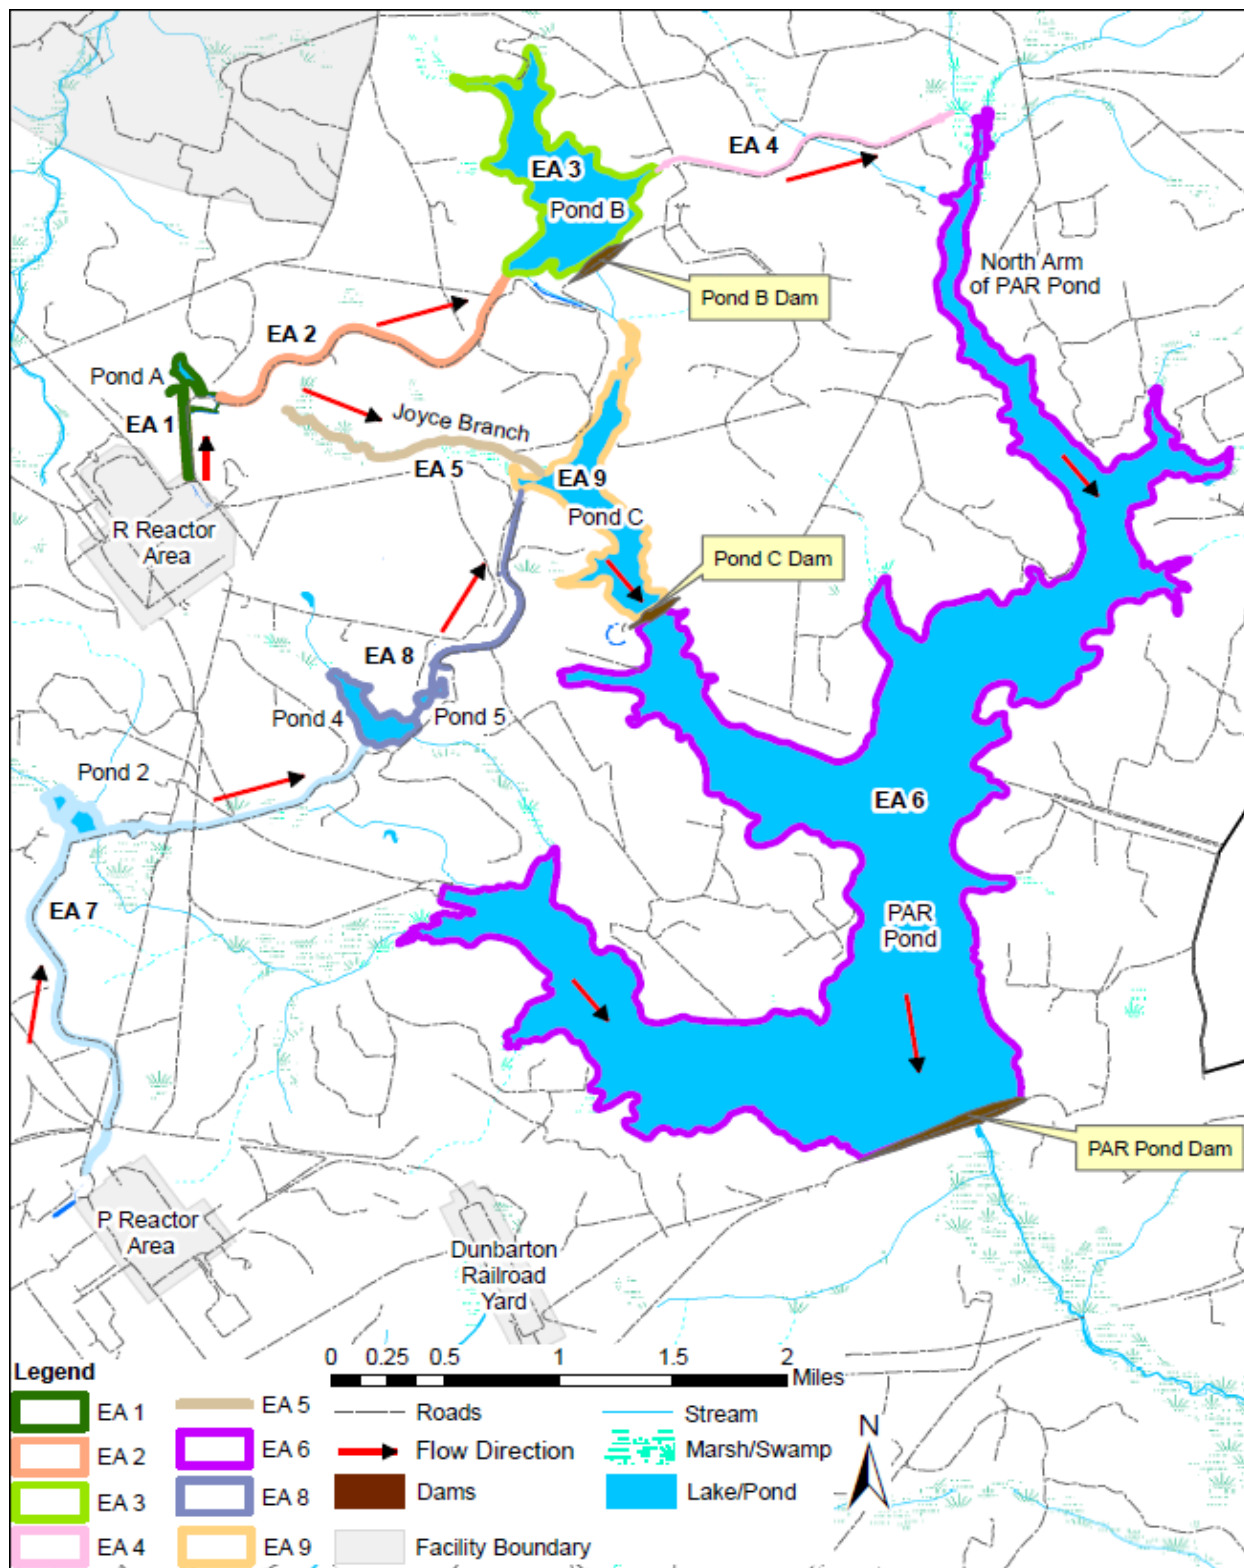 EA 4
EA 3
Pond B
North Arm
of PAR Pond
Pond B Dam
EA 2
Pond A
EA 1
Joyce Branch
EA 5
EA 9
Pond C
R Reactor
Area
Pond C Dam
EA 8
Pond 4
Pond 5
Pond 2
EA 6
EA 7
PAR
Pond
PAR Pond Dam
P Reactor
Area
Dunbarton
Railroad
Yard
Legend
0 0.25 0.5 1 1.5 2
Miles
EA 1
EA 2
EA 3
EA 4
EA 5
EA 6
EA 8
EA 9
Roads
Flow Direction
Dams
Facility Boundary
Stream
Marsh/Swamp
Lake/Pond
N